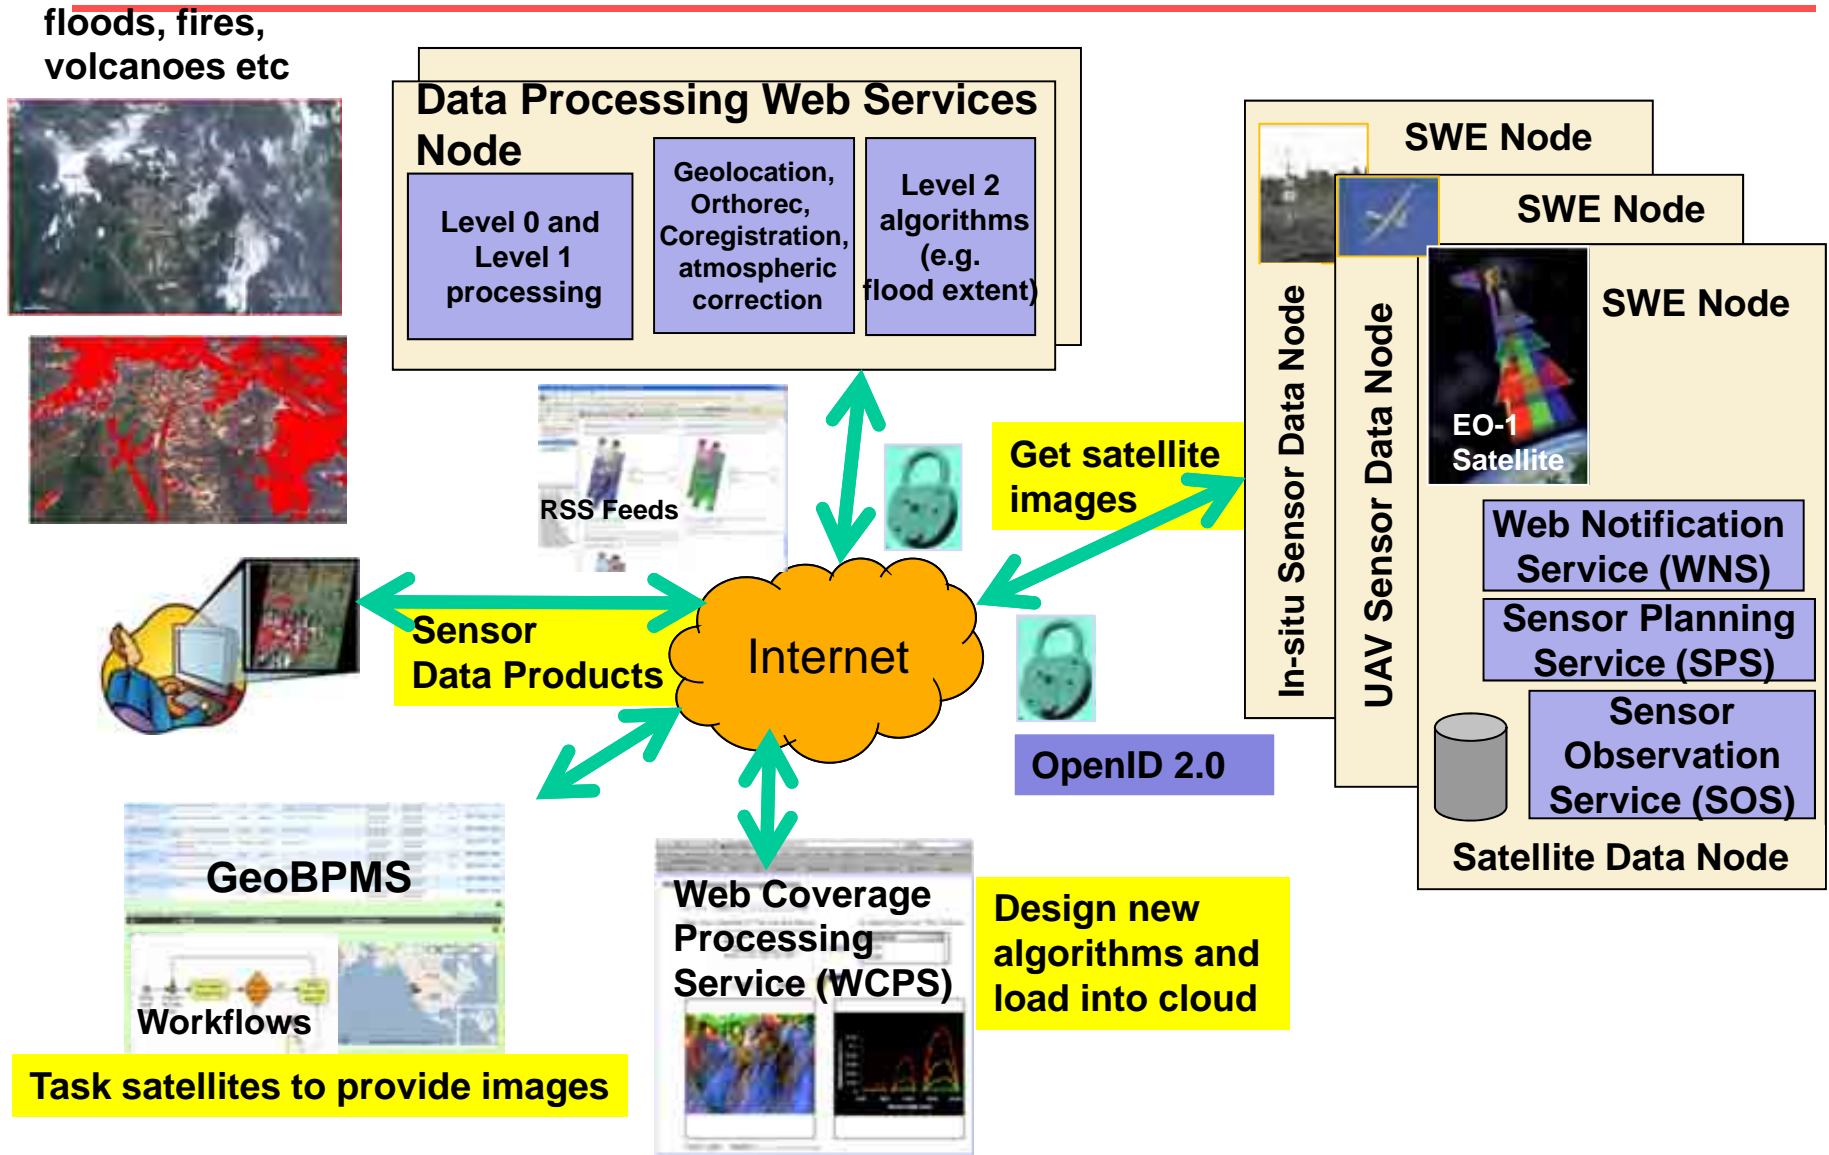 floods, fires,
volcanoes etc
Data Processing Web Services
Node
Level 0 and
Level 1
processing
Geolocation,
Orthorec,
Coregistration,
atmospheric
correction
Level 2
algorithms
(e.g.
flood extent)
SWE Node
SWE Node
SWE Node
In-situ Sensor Data Node
UAV Sensor Data Node
EO-1
Satellite
Web Notification
Service (WNS)
Sensor Planning
Service (SPS)
Sensor
Observation
Service (SOS)
Satellite Data Node
RSS Feeds
Get satellite
images
Sensor
Data Products
Internet
OpenID 2.0
GeoBPMS
Workflows
Task satellites to provide images
Web Coverage
Processing
Service (WCPS)
Design new
algorithms and
load into cloud